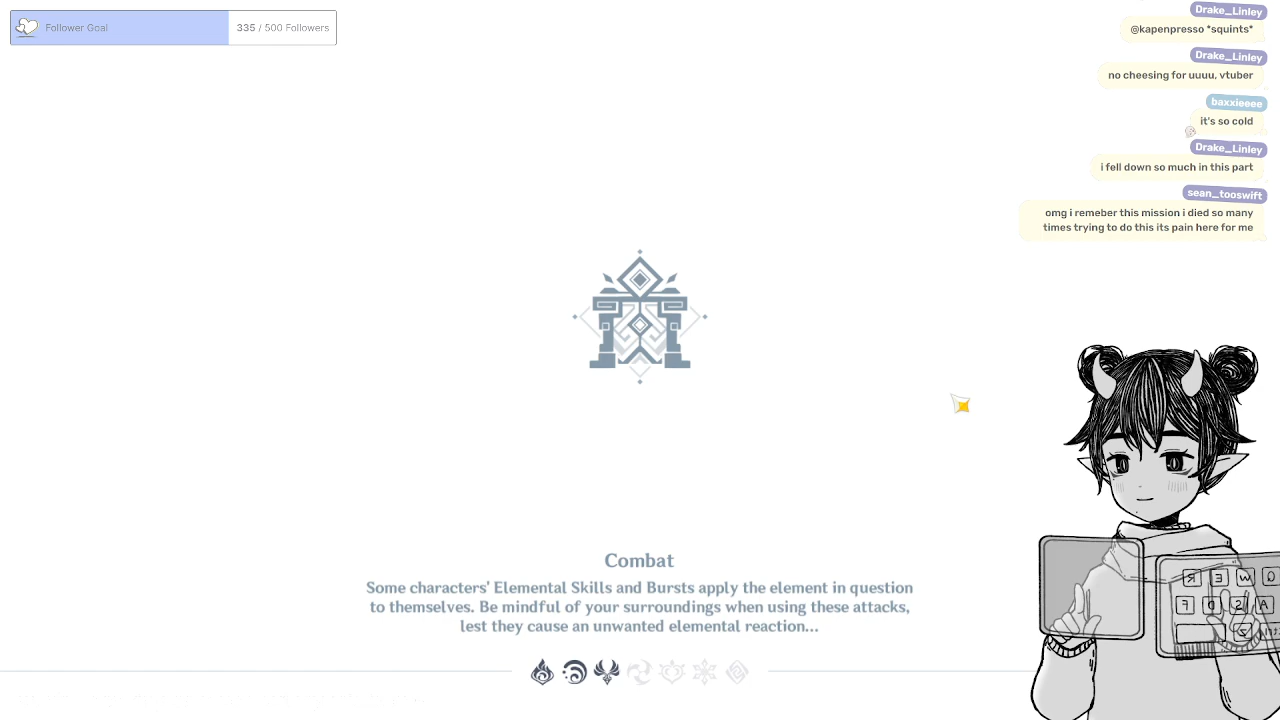 Follower Goal
335 / 500 Followers
Drake_Linley
@kapenpresso *squints*
Drake_Linley
no cheesing for uuuu, vtuber
baxxieeee
it's so cold
Drake_Linley
i fell down so much in this part
sean_tooswift
omg i remeber this mission i died so many
times trying to do this its pain here for me
Combat
Some characters' Elemental Skills and Bursts apply the element in question
to themselves. Be mindful of your surroundings when using these attacks,
lest they cause an unwanted elemental reaction...
Q W E R
A S D F
Z